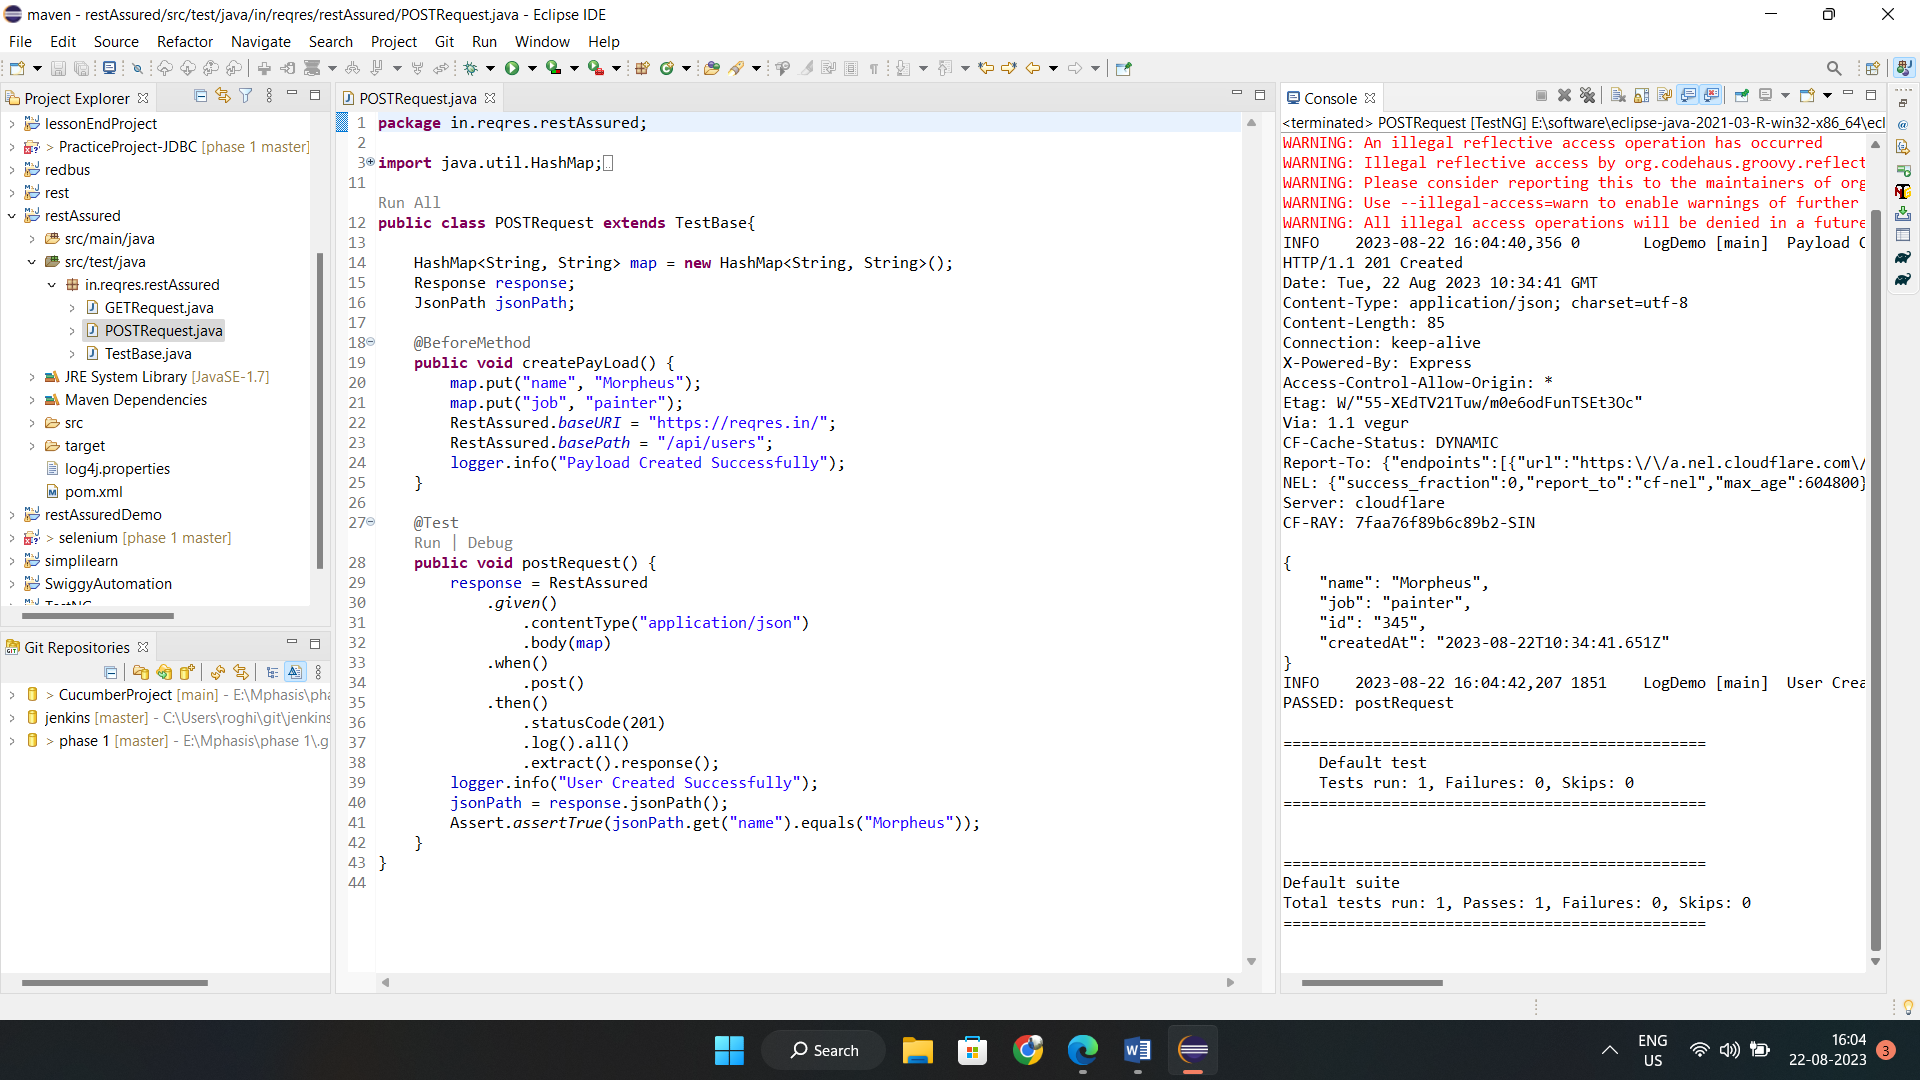 maven - restAssured/src/test/java/in/reqres/restAssured/POSTRequest.java - Eclipse IDE
File Edit Source Refactor Navigate Search Project Git Run Window Help
Project Explorer
lessonEndProject
> PracticeProject-JDBC [phase 1 master]
redbus
rest
restAssured
src/main/java
src/test/java
in.reqres.restAssured
GETRequest.java
POSTRequest.java
TestBase.java
JRE System Library [JavaSE-1.7]
Maven Dependencies
src
target
log4j.properties
pom.xml
restAssuredDemo
> selenium [phase 1 master]
simplilearn
SwiggyAutomation
Git Repositories
> CucumberProject [main] - E:\Mphasis\pha
jenkins [master] - C:\Users\roghi\git\jenkins
> phase 1 [master] - E:\Mphasis\phase 1\.g
POSTRequest.java
1 package in.reqres.restAssured;
2
3 import java.util.HashMap;
11
Run All
12 public class POSTRequest extends TestBase{
13
14 HashMap<String, String> map = new HashMap<String, String>();
15 Response response;
16 JsonPath jsonPath;
17
18 @BeforeMethod
19 public void createPayLoad() {
20 map.put("name", "Morpheus");
21 map.put("job", "painter");
22 RestAssured.baseURI = "https://reqres.in/";
23 RestAssured.basePath = "/api/users";
24 logger.info("Payload Created Successfully");
25 }
26
27 @Test
Run | Debug
28 public void postRequest() {
29 response = RestAssured
30 .given()
31 .contentType("application/json")
32 .body(map)
33 .when()
34 .post()
35 .then()
36 .statusCode(201)
37 .log().all()
38 .extract().response();
39 logger.info("User Created Successfully");
40 jsonPath = response.jsonPath();
41 Assert.assertTrue(jsonPath.get("name").equals("Morpheus"));
42 }
43 }
44
Console
<terminated> POSTRequest [TestNG] E:\software\eclipse-java-2021-03-R-win32-x86_64\ecl
WARNING: An illegal reflective access operation has occurred
WARNING: Illegal reflective access by org.codehaus.groovy.reflect
WARNING: Please consider reporting this to the maintainers of org
WARNING: Use --illegal-access=warn to enable warnings of further
WARNING: All illegal access operations will be denied in a future
INFO 2023-08-22 16:04:40,356 0 LogDemo [main] Payload C
HTTP/1.1 201 Created
Date: Tue, 22 Aug 2023 10:34:41 GMT
Content-Type: application/json; charset=utf-8
Content-Length: 85
Connection: keep-alive
X-Powered-By: Express
Access-Control-Allow-Origin: *
Etag: W/"55-XEdTV21Tuw/m0e6odFunTSEt3Oc"
Via: 1.1 vegur
CF-Cache-Status: DYNAMIC
Report-To: {"endpoints":[{"url":"https:\/\/a.nel.cloudflare.com\/
NEL: {"success_fraction":0,"report_to":"cf-nel","max_age":604800}
Server: cloudflare
CF-RAY: 7faa76f89b6c89b2-SIN
{
"name": "Morpheus",
"job": "painter",
"id": "345",
"createdAt": "2023-08-22T10:34:41.651Z"
}
INFO 2023-08-22 16:04:42,207 1851 LogDemo [main] User Crea
PASSED: postRequest
===============================================
Default test
Tests run: 1, Failures: 0, Skips: 0
===============================================
===============================================
Default suite
Total tests run: 1, Passes: 1, Failures: 0, Skips: 0
===============================================
Search
ENG
US
16:04
22-08-2023
3